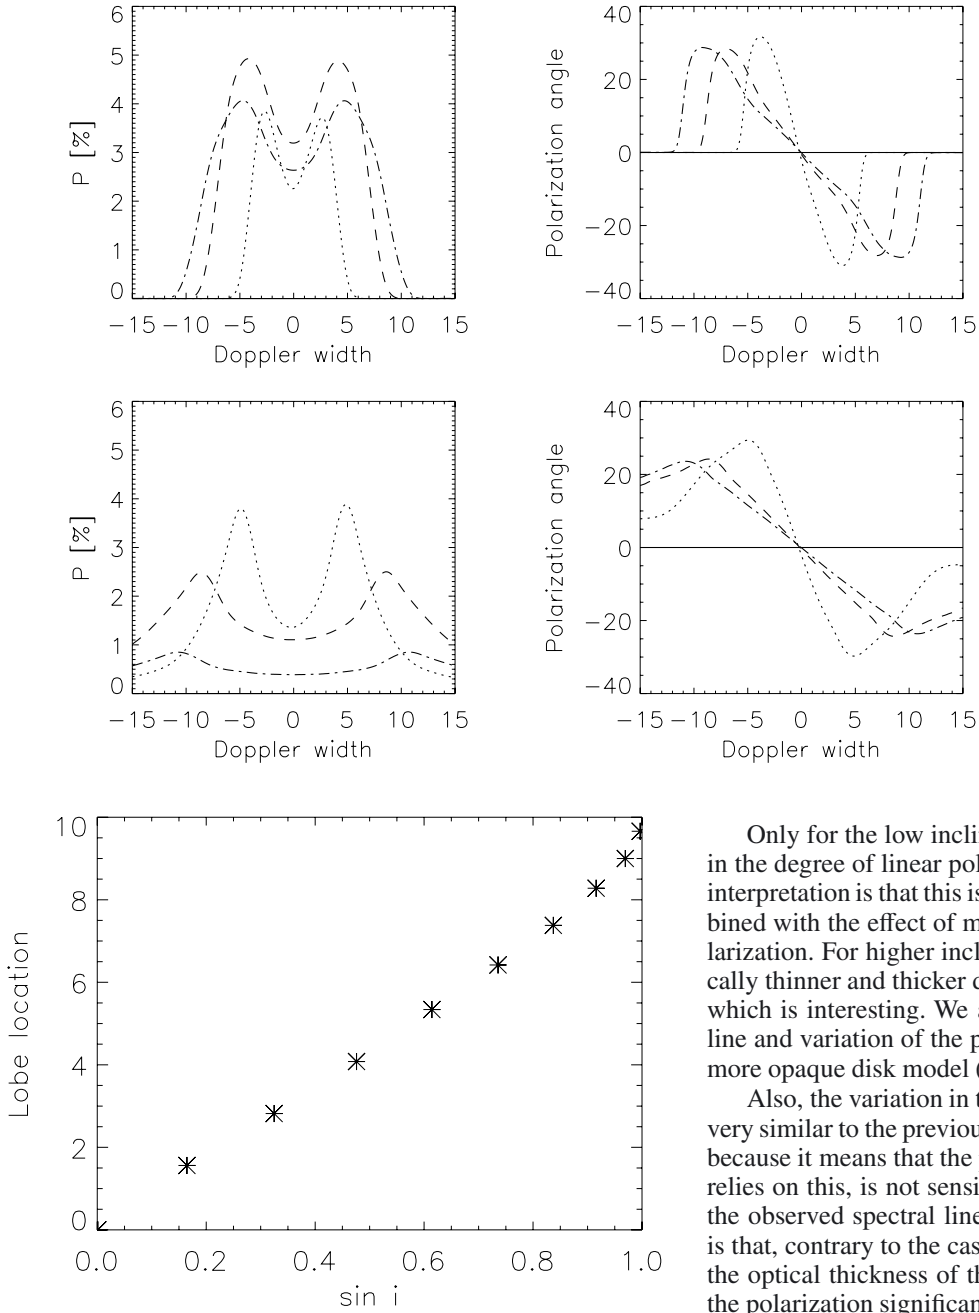 6
5
4
3
2
1
0
P [%]
−15 −10 −5 0 5 10 15
Doppler width
40
20
0
−20
−40
Polarization angle
−15 −10 −5 0 5 10 15
Doppler width
6
5
4
3
2
1
0
P [%]
−15 −10 −5 0 5 10 15
Doppler width
40
20
0
−20
−40
Polarization angle
−15 −10 −5 0 5 10 15
Doppler width
10
8
6
4
2
0
Lobe location
0.0 0.2 0.4 0.6 0.8 1.0
sin i
Only for the low incli
in the degree of linear pol
interpretation is that this is
bined with the effect of m
larization. For higher incl
cally thinner and thicker d
which is interesting. We a
line and variation of the p
more opaque disk model (
Also, the variation in t
very similar to the previou
because it means that the
relies on this, is not sensi
the observed spectral line
is that, contrary to the cas
the optical thickness of th
the polarization significan